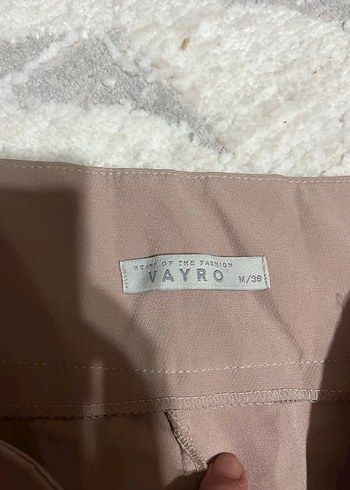 HEART OF THE FASHION
VAYRO M/38